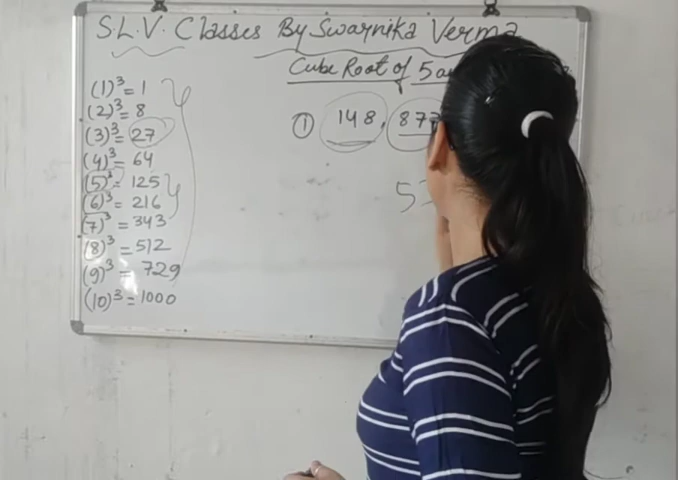 S.L.V. Classes By Swarnika Verma
Cube Root of 5
(1)³ = 1
(2)³ = 8
(3)³ = 27
(4)³ = 64
(5)³ = 125
(6)³ = 216
(7)³ = 343
(8)³ = 512
(9)³ = 729
(10)³ = 1000
① 148, 877
53